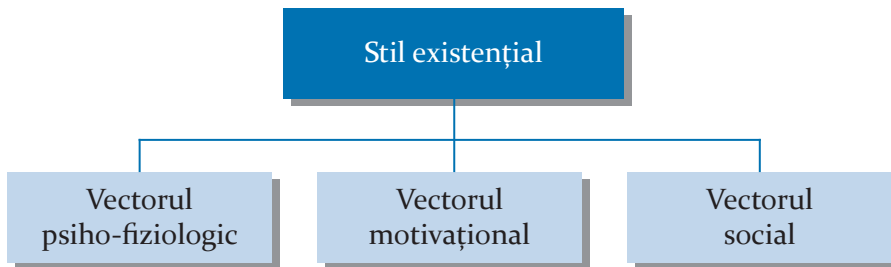 Stil existențial
Vectorul
psiho-fiziologic
Vectorul
motivațional
Vectorul
social